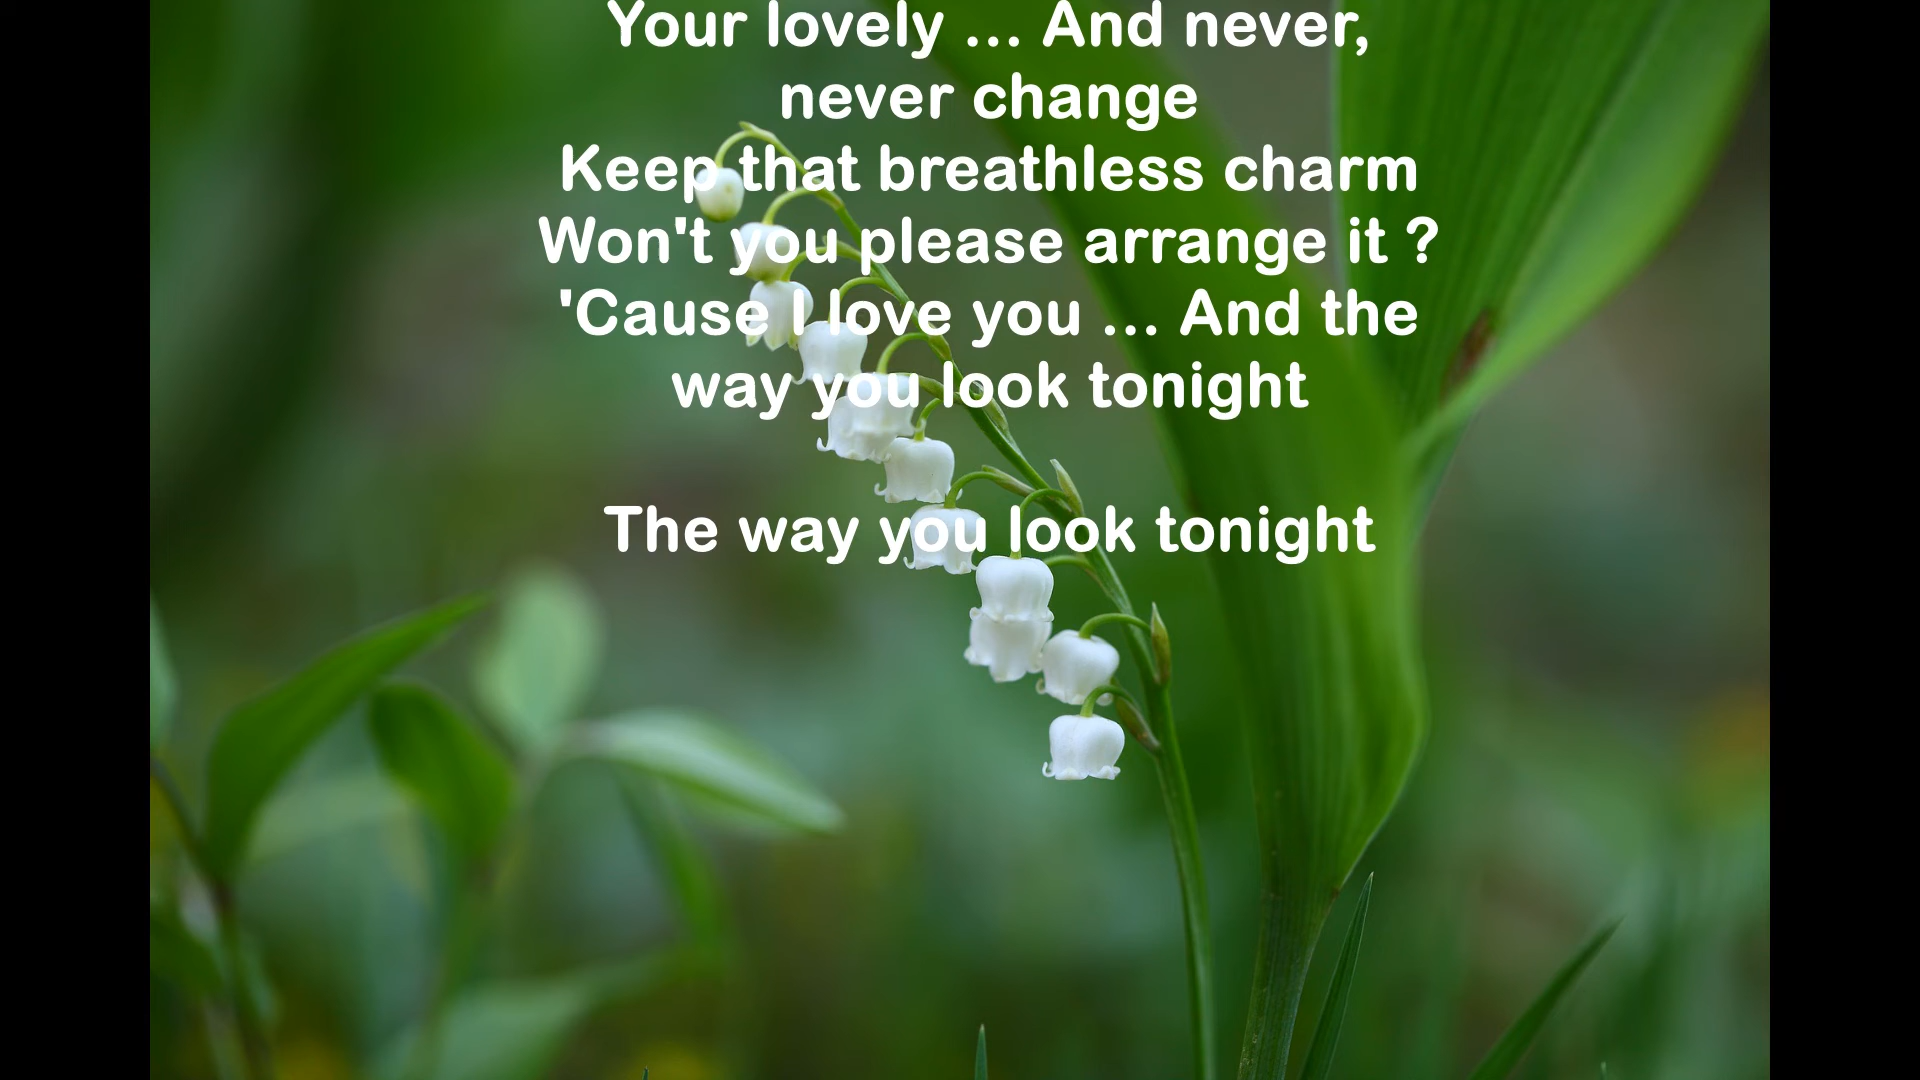 Your lovely ... And never,
never change
Keep that breathless charm
Won't you please arrange it ?
'Cause I love you ... And the
way you look tonight
The way you look tonight